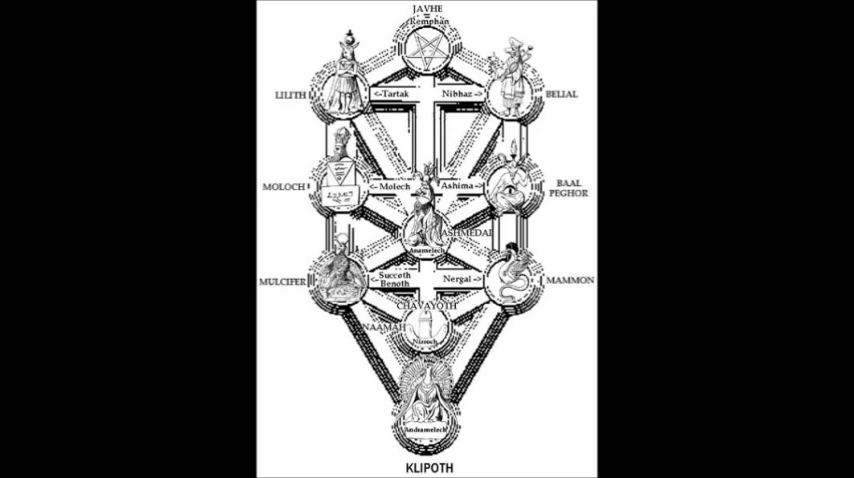 JAVHE
Remphan
LILITH
<-Tartak
Nibhaz->
BELIAL
MOLOCH
<-Molech
Ashima->
BAAL
PEGHOR
ASHMEDAI
Anamelech
MULCIFER
<-Succoth
Benoth
Nergal->
MAMMON
CHAVAYOTH
NAAMAH
Nisroch
Andramelech
KLIPOTH